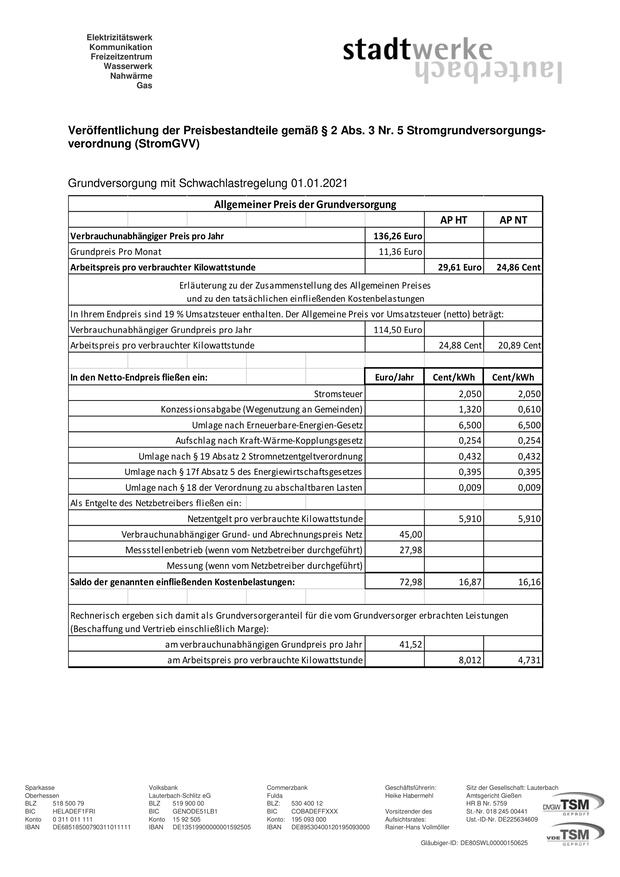 Elektrizitätswerk
Kommunikation
Freizeitzentrum
Wasserwerk
Nahwärme
Gas
stadtwerke
lauterbach
Veröffentlichung der Preisbestandteile gemäß § 2 Abs. 3 Nr. 5 Stromgrundversorgungs-
verordnung (StromGVV)
Grundversorgung mit Schwachlastregelung 01.01.2021
Allgemeiner Preis der Grundversorgung
AP HT AP NT
Verbrauchunabhängiger Preis pro Jahr 136,26 Euro
Grundpreis Pro Monat 11,36 Euro
Arbeitspreis pro verbrauchter Kilowattstunde 29,61 Euro 24,86 Cent
Erläuterung zu der Zusammenstellung des Allgemeinen Preises
und zu den tatsächlichen einfließenden Kostenbelastungen
In Ihrem Endpreis sind 19 % Umsatzsteuer enthalten. Der Allgemeine Preis vor Umsatzsteuer (netto) beträgt:
Verbrauchunabhängiger Grundpreis pro Jahr 114,50 Euro
Arbeitspreis pro verbrauchter Kilowattstunde 24,88 Cent 20,89 Cent
In den Netto-Endpreis fließen ein: Euro/Jahr Cent/kWh Cent/kWh
Stromsteuer 2,050 2,050
Konzessionsabgabe (Wegenutzung an Gemeinden) 1,320 0,610
Umlage nach Erneuerbare-Energien-Gesetz 6,500 6,500
Aufschlag nach Kraft-Wärme-Kopplungsgesetz 0,254 0,254
Umlage nach § 19 Absatz 2 Stromnetzentgeltverordnung 0,432 0,432
Umlage nach § 17f Absatz 5 des Energiewirtschaftsgesetzes 0,395 0,395
Umlage nach § 18 der Verordnung zu abschaltbaren Lasten 0,009 0,009
Als Entgelte des Netzbetreibers fließen ein:
Netzentgelt pro verbrauchte Kilowattstunde 5,910 5,910
Verbrauchunabhängiger Grund- und Abrechnungspreis Netz 45,00
Messstellenbetrieb (wenn vom Netzbetreiber durchgeführt) 27,98
Messung (wenn vom Netzbetreiber durchgeführt)
Saldo der genannten einfließenden Kostenbelastungen: 72,98 16,87 16,16
Rechnerisch ergeben sich damit als Grundversorgeranteil für die vom Grundversorger erbrachten Leistungen
(Beschaffung und Vertrieb einschließlich Marge):
am verbrauchunabhängigen Grundpreis pro Jahr 41,52
am Arbeitspreis pro verbrauchte Kilowattstunde 8,012 4,731
Sparkasse
Oberhessen
BLZ 518 500 79
BIC HELADEF1FRI
Konto 0 311 011 111
IBAN DE68518500790311011111
Volksbank
Lauterbach-Schlitz eG
BLZ 519 900 00
BIC GENODE51LB1
Konto 15 92 505
IBAN DE13519900000001592505
Commerzbank
Fulda
BLZ: 530 400 12
BIC COBADEFFXXX
Konto: 195 093 000
IBAN DE89530400120195093000
Geschäftsführerin:
Heike Habermehl
Vorsitzender des
Aufsichtsrates:
Rainer-Hans Vollmöller
Sitz der Gesellschaft: Lauterbach
Amtsgericht Gießen
HR B Nr. 5759
St.-Nr. 018 245 00441
Ust.-ID-Nr. DE225634609
Gläubiger-ID: DE80SWL00000150625
DVGW TSM
GEPRÜFT
VDE TSM
GEPRÜFT